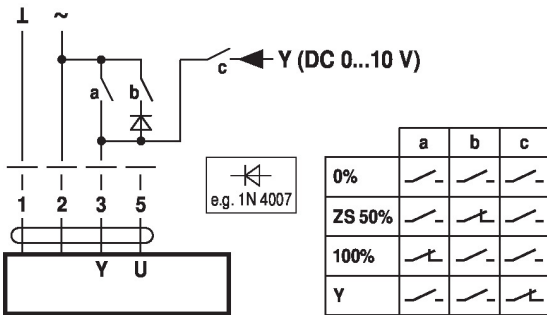 ⊥ ~
a b c Y (DC 0...10 V)
1 2 3 5
Y U
e.g. 1N 4007
a b c
0%
ZS 50%
100%
Y